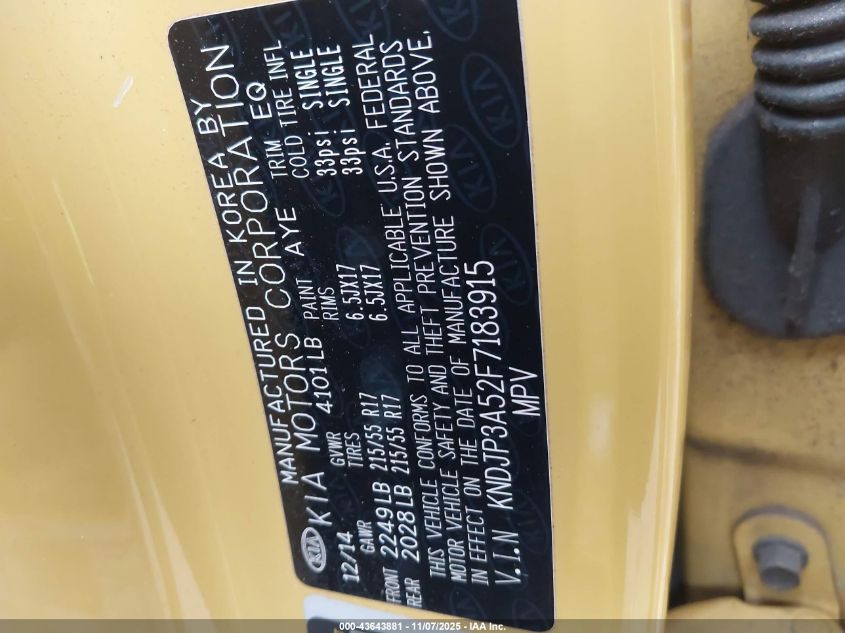 MANUFACTURED IN KOREA BY
KIA KIA MOTORS CORPORATION
12/14 GVWR 4101LB PAINT AYE TRIM EQ
GAWR TIRES RIMS COLD TIRE INFL
FRONT 2249LB 215/55 R17 6.5JX17 33psi SINGLE
REAR 2028LB 215/55 R17 6.5JX17 33psi SINGLE
THIS VEHICLE CONFORMS TO ALL APPLICABLE U.S.A. FEDERAL
MOTOR VEHICLE SAFETY AND THEFT PREVENTION STANDARDS
IN EFFECT ON THE DATE OF MANUFACTURE SHOWN ABOVE.
V.I.N KNDJP3A52F7183915
MPV
000-43643881 - 11/07/2025 - IAA Inc.